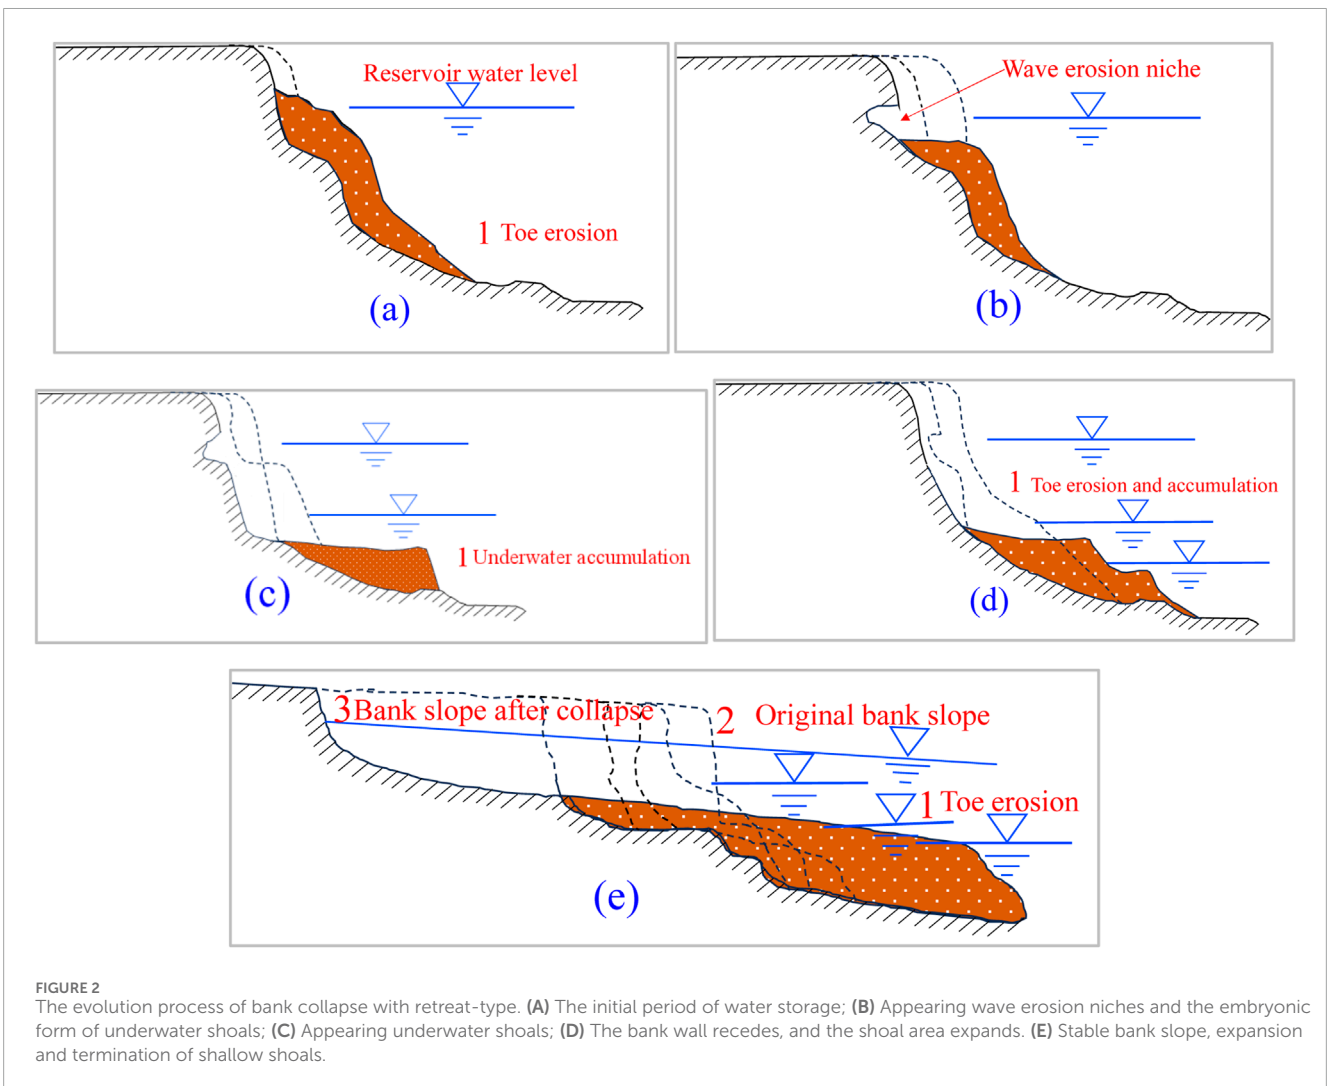 Reservoir water level
1 Toe erosion
(a)
Wave erosion niche
(b)
1 Underwater accumulation
(c)
1 Toe erosion and accumulation
(d)
3 Bank slope after collapse
2 Original bank slope
1 Toe erosion
(e)
FIGURE 2
The evolution process of bank collapse with retreat-type. (A) The initial period of water storage; (B) Appearing wave erosion niches and the embryonic
form of underwater shoals; (C) Appearing underwater shoals; (D) The bank wall recedes, and the shoal area expands. (E) Stable bank slope, expansion
and termination of shallow shoals.